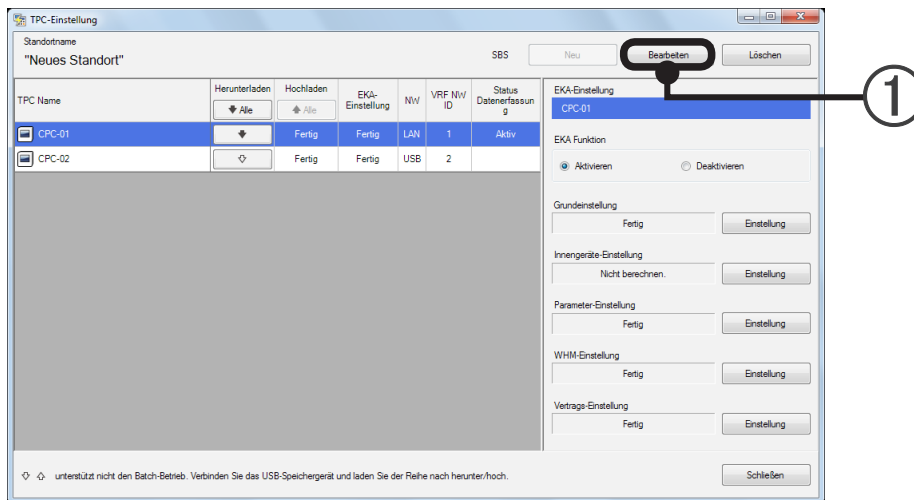 TPC-Einstellung
Standortname
"Neues Standort"
SBS
Neu
Bearbeiten
Löschen
1
TPC Name
Herunterladen
Alle
Hochladen
Alle
EKA-
Einstellung
NW
VRF NW
ID
Status
Datenerfassun
g
CPC-01
Fertig
Fertig
LAN
1
Aktiv
CPC-02
Fertig
Fertig
USB
2
EKA-Einstellung
CPC-01
EKA Funktion
Aktivieren
Deaktivieren
Grundeinstellung
Fertig
Einstellung
Innengeräte-Einstellung
Nicht berechnen.
Einstellung
Parameter-Einstellung
Fertig
Einstellung
WHM-Einstellung
Fertig
Einstellung
Vertrags-Einstellung
Fertig
Einstellung
unterstützt nicht den Batch-Betrieb. Verbinden Sie das USB-Speichergerät und laden Sie der Reihe nach herunter/hoch.
Schließen